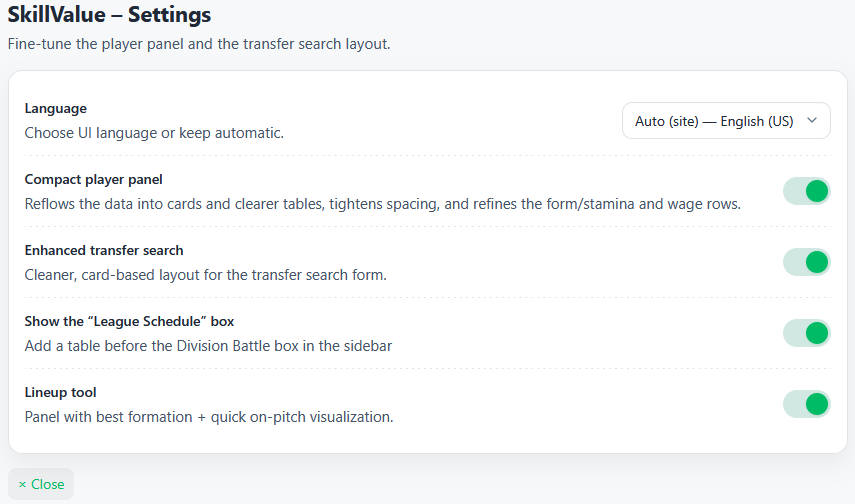 SkillValue – Settings
Fine-tune the player panel and the transfer search layout.
Language
Choose UI language or keep automatic.
Auto (site) — English (US)
Compact player panel
Reflows the data into cards and clearer tables, tightens spacing, and refines the form/stamina and wage rows.
Enhanced transfer search
Cleaner, card-based layout for the transfer search form.
Show the “League Schedule” box
Add a table before the Division Battle box in the sidebar
Lineup tool
Panel with best formation + quick on-pitch visualization.
× Close